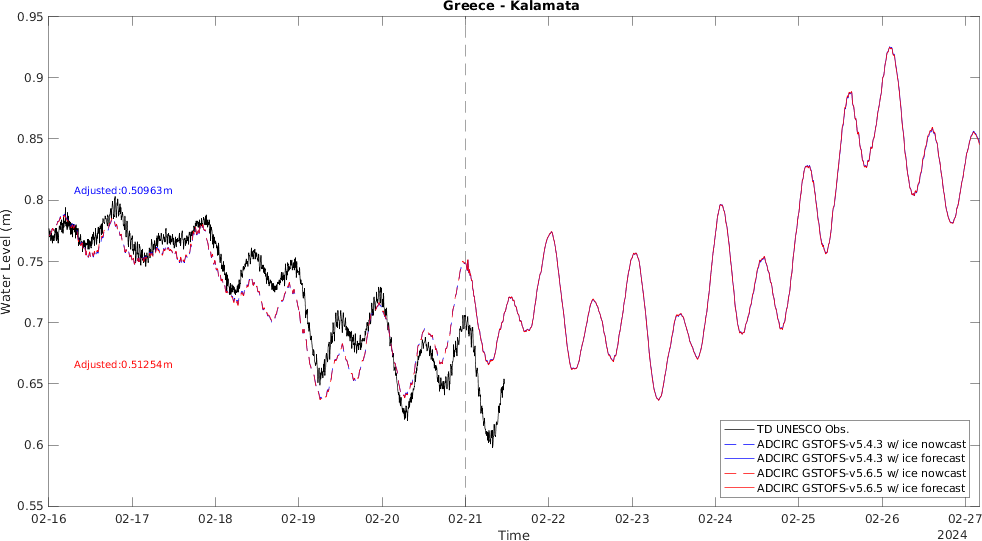 Greece - Kalamata
0.95
0.9
0.85
0.8
0.75
0.7
0.65
0.6
0.55
Water Level (m)
Adjusted:0.50963m
Adjusted:0.51254m
TD UNESCO Obs.
ADCIRC GSTOFS-v5.4.3 w/ ice nowcast
ADCIRC GSTOFS-v5.4.3 w/ ice forecast
ADCIRC GSTOFS-v5.6.5 w/ ice nowcast
ADCIRC GSTOFS-v5.6.5 w/ ice forecast
02-16 02-17 02-18 02-19 02-20 02-21 02-22 02-23 02-24 02-25 02-26 02-27
Time
2024